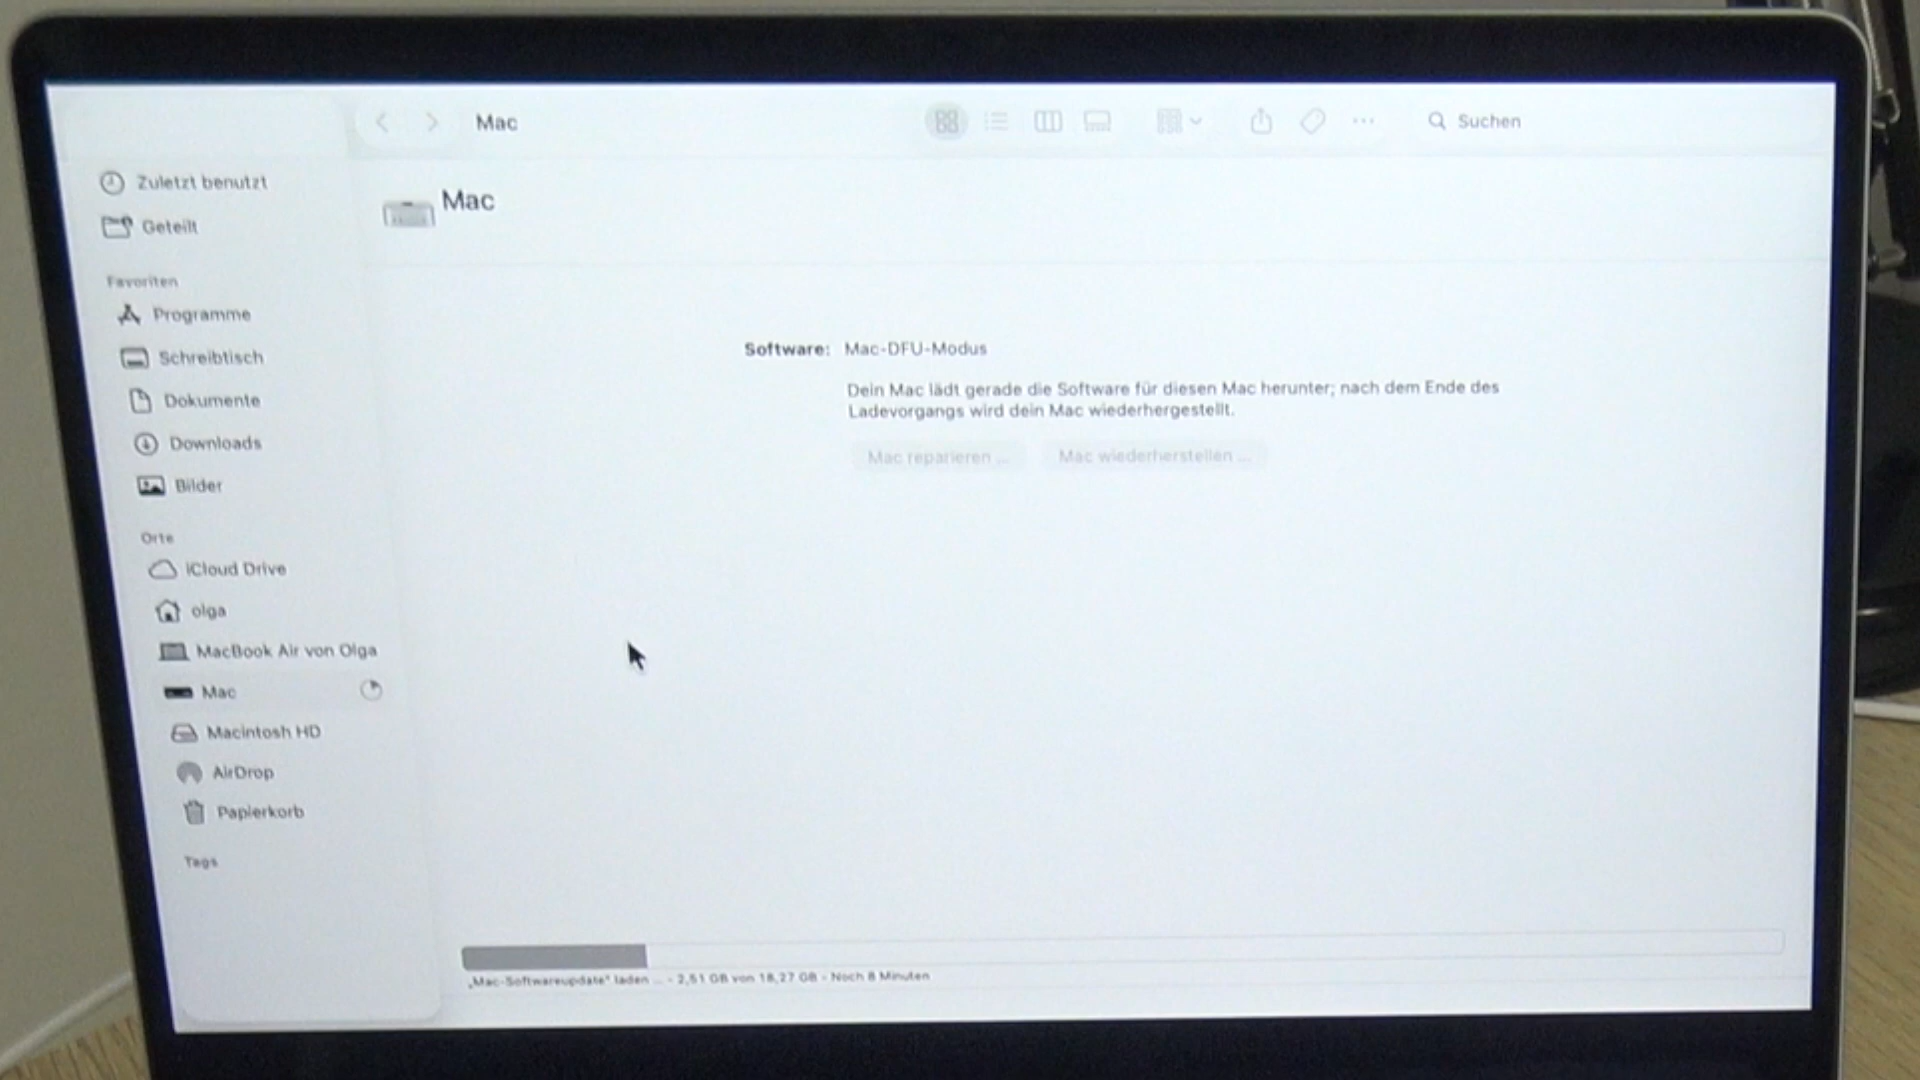 Mac
Suchen
Zuletzt benutzt
Geteilt
Favoriten
Programme
Schreibtisch
Dokumente
Downloads
Bilder
Orte
iCloud Drive
olga
MacBook Air von Olga
Mac
Macintosh HD
AirDrop
Papierkorb
Tags
Mac
Software: Mac-DFU-Modus
Dein Mac lädt gerade die Software für diesen Mac herunter; nach dem Ende des
Ladevorgangs wird dein Mac wiederhergestellt.
Mac reparieren ...
Mac wiederherstellen ...
„Mac-Softwareupdate“ laden ... - 2,51 GB von 18,27 GB - Noch 8 Minuten